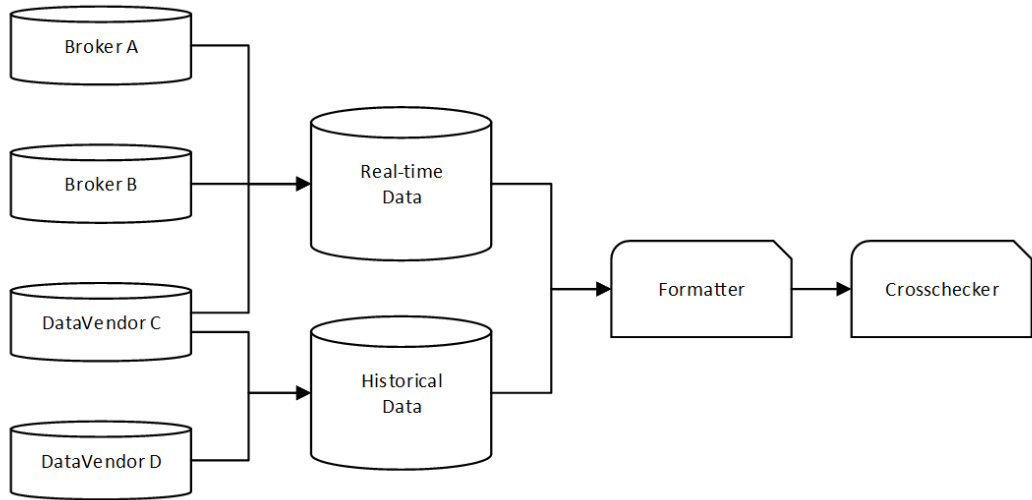 Broker A
Broker B
DataVendor C
DataVendor D
Real-time
Data
Historical
Data
Formatter
Crosschecker